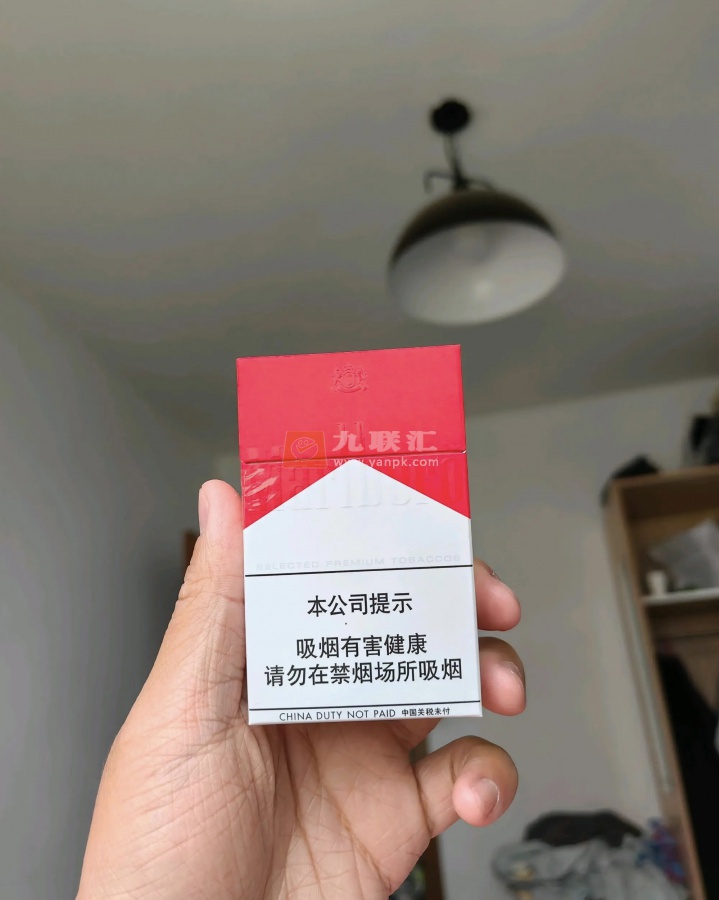 九联汇
www.yanpk.com
Marlboro
SELECTED PREMIUM TOBACCOS
本公司提示
吸烟有害健康
请勿在禁烟场所吸烟
CHINA DUTY NOT PAID 中国关税未付